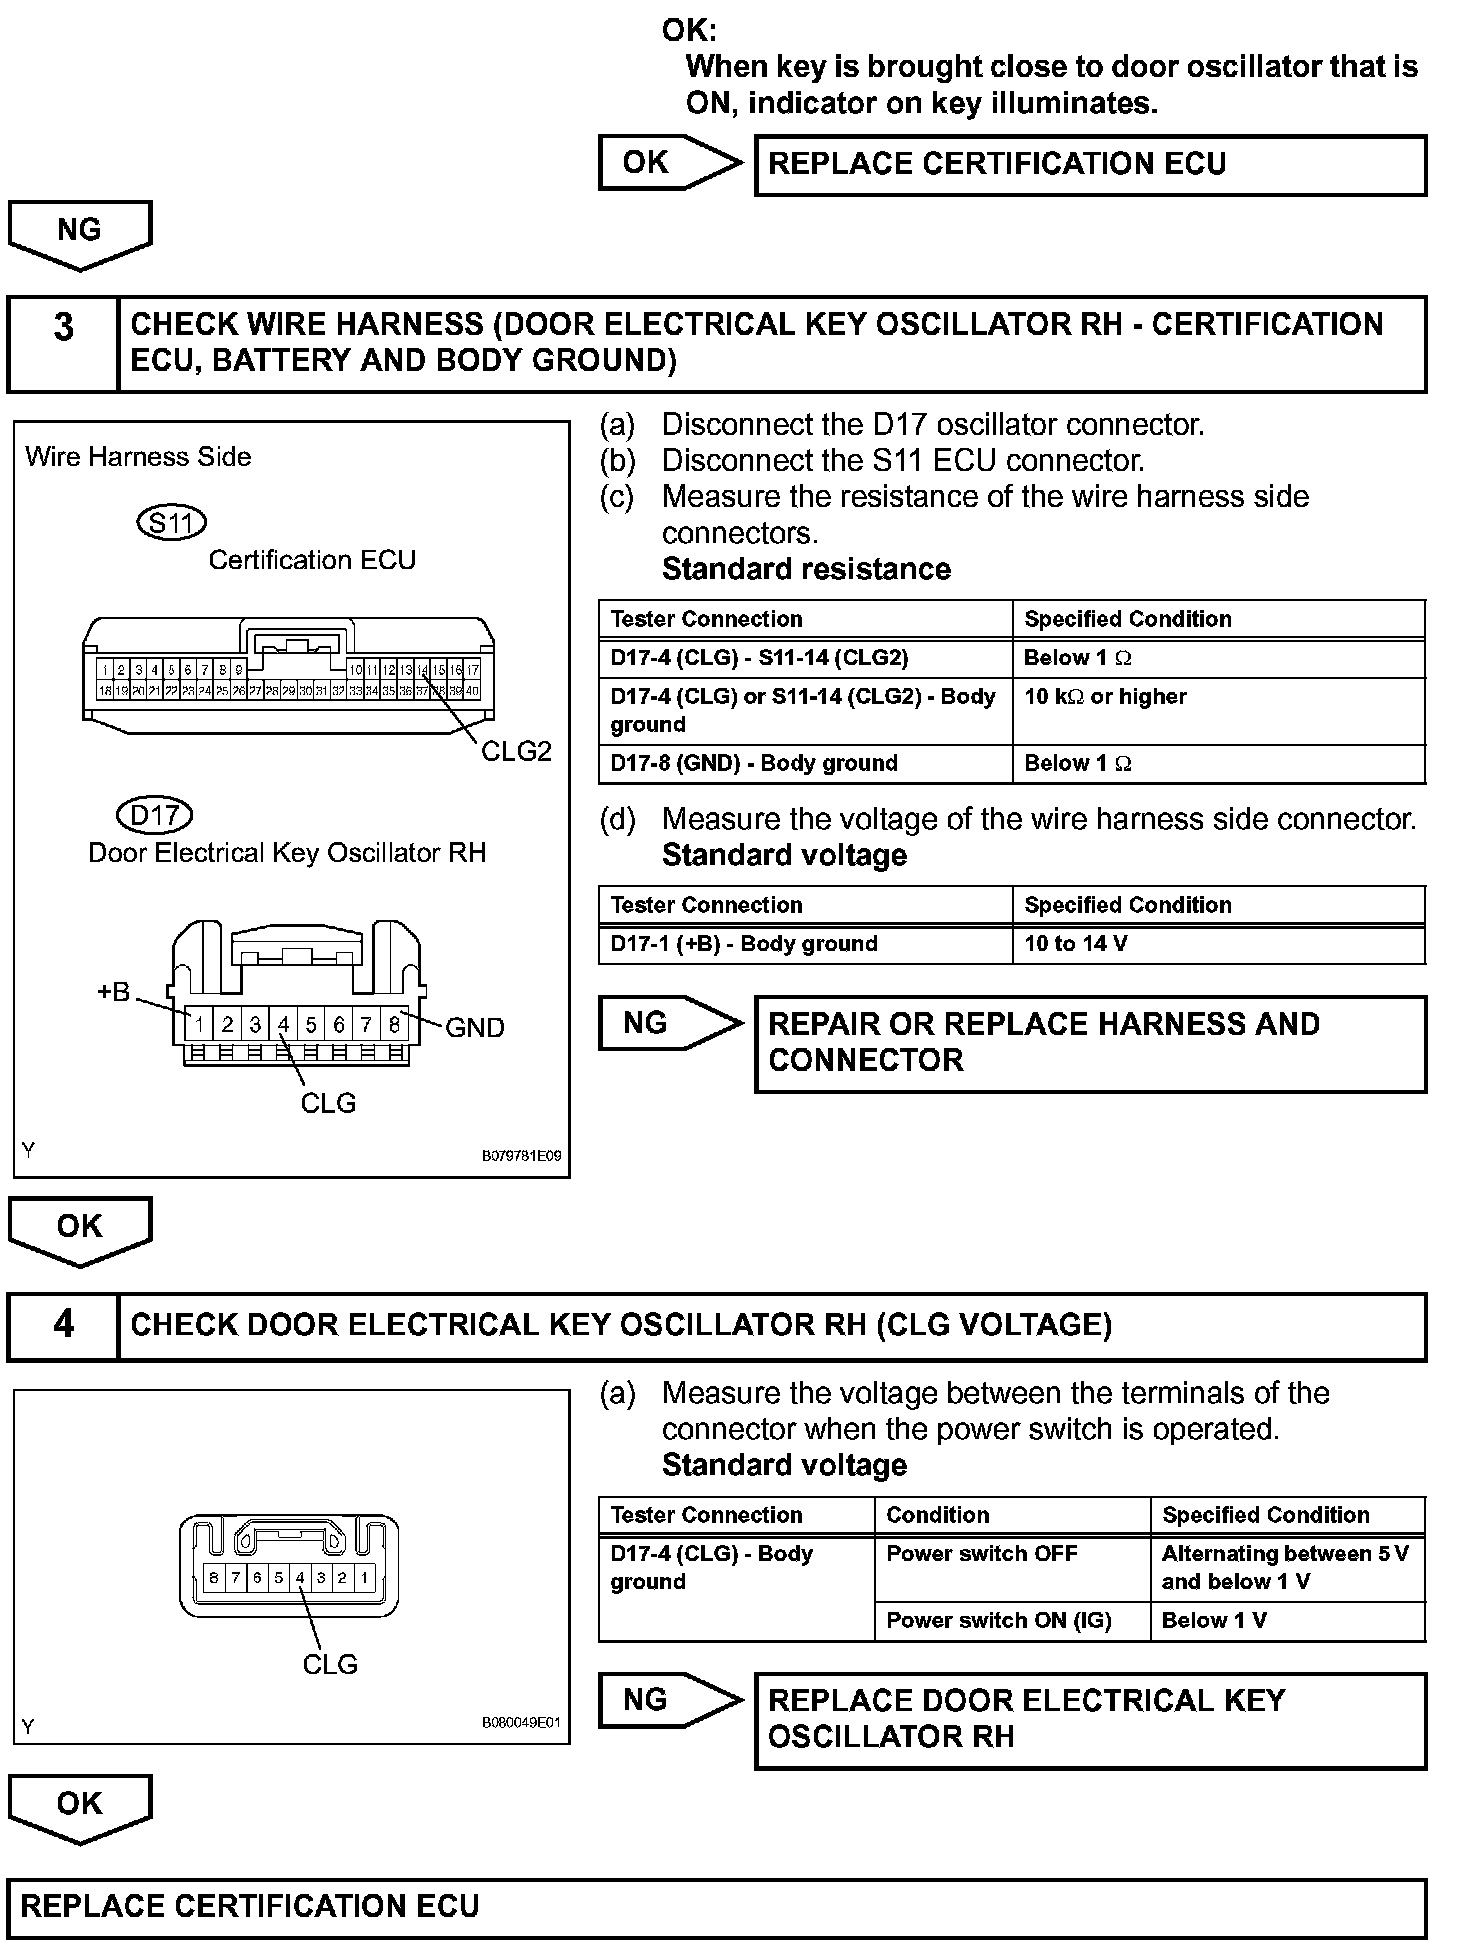 OK:
When key is brought close to door oscillator that is
ON, indicator on key illuminates.
OK
REPLACE CERTIFICATION ECU
NG
3
CHECK WIRE HARNESS (DOOR ELECTRICAL KEY OSCILLATOR RH - CERTIFICATION
ECU, BATTERY AND BODY GROUND)
Wire Harness Side
S11
Certification ECU
1 2 3 4 5 6 7 8 9 10 11 12 13 14 15 16 17
18 19 20 21 22 23 24 25 26 27 28 29 30 31 32 33 34 35 36 37 38 39 40
CLG2
D17
Door Electrical Key Oscillator RH
+B
1 2 3 4 5 6 7 8
GND
CLG
Y
B079781E09
(a) Disconnect the D17 oscillator connector.
(b) Disconnect the S11 ECU connector.
(c) Measure the resistance of the wire harness side
connectors.
Standard resistance
Tester Connection Specified Condition
D17-4 (CLG) - S11-14 (CLG2) Below 1 Ω
D17-4 (CLG) or S11-14 (CLG2) - Body 10 kΩ or higher
ground
D17-8 (GND) - Body ground Below 1 Ω
(d) Measure the voltage of the wire harness side connector.
Standard voltage
Tester Connection Specified Condition
D17-1 (+B) - Body ground 10 to 14 V
NG
REPAIR OR REPLACE HARNESS AND
CONNECTOR
OK
4
CHECK DOOR ELECTRICAL KEY OSCILLATOR RH (CLG VOLTAGE)
8 7 6 5 4 3 2 1
CLG
Y
B080049E01
(a) Measure the voltage between the terminals of the
connector when the power switch is operated.
Standard voltage
Tester Connection Condition Specified Condition
D17-4 (CLG) - Body Power switch OFF Alternating between 5 V
ground and below 1 V
Power switch ON (IG) Below 1 V
NG
REPLACE DOOR ELECTRICAL KEY
OSCILLATOR RH
OK
REPLACE CERTIFICATION ECU